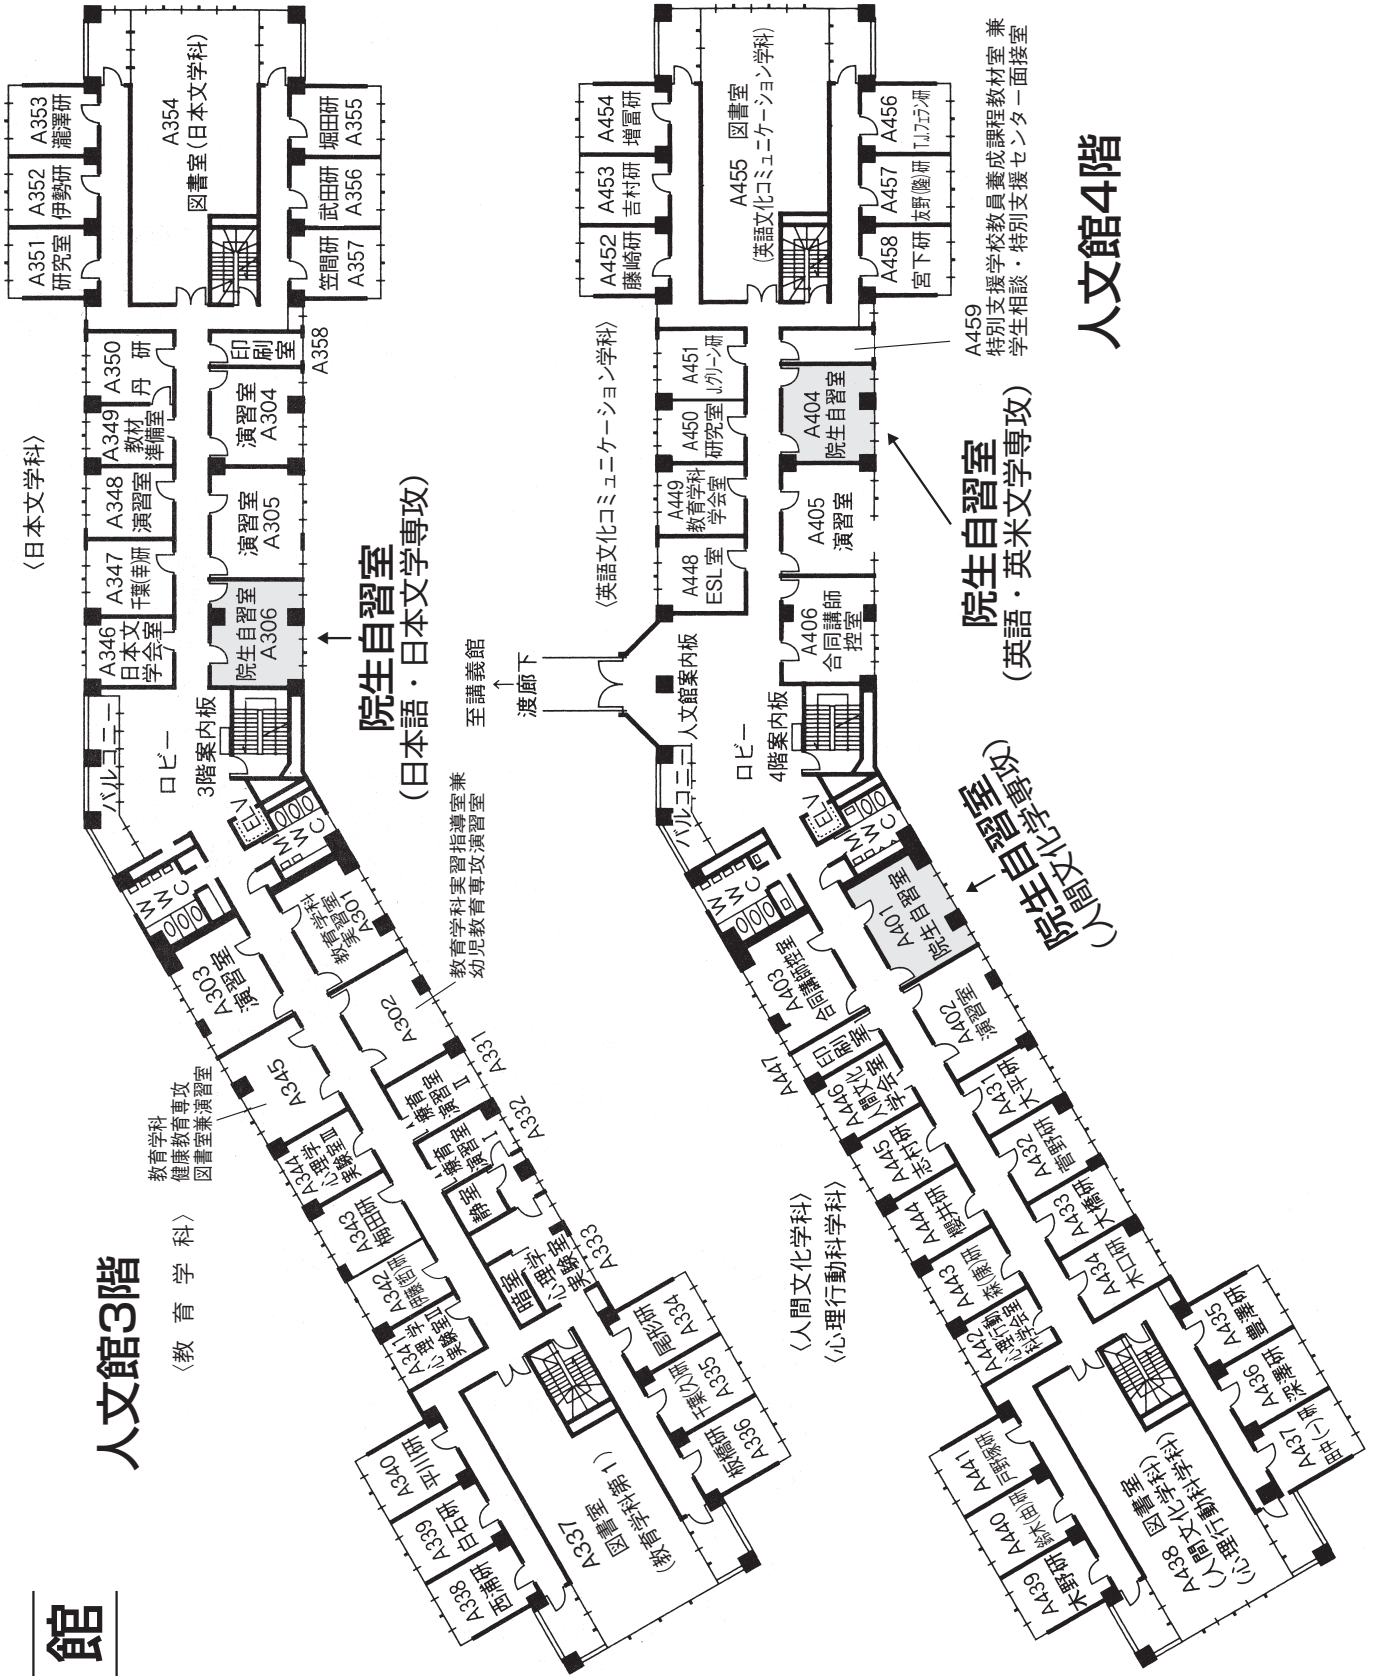 館
人文館3階
〈教育学科〉
〈日本文学科〉
A351
研究室
A352
伊勢研
A353
瀧澤研
A354
図書室(日本文学科)
笠間研
A357
武田研
A356
堀田研
A355
A346
日本文
学会室
A347
千葉(幸)研
A348
演習室
A349
教材
準備室
A350
丹 研
院生自習室
A306
演習室
A305
演習室
A304
印刷室
A358
院生自習室
(日本語・日本文学専攻)
バルコニー
ロビー
3階案内板
ELV
W
C
M
W
C
A303
演習室
教育学科
実習室
A301
A302
教育学科実習指導室兼
幼児教育専攻演習室
A345
教育学科
健康教育専攻
図書室兼演習室
A344
心理学
実験室Ⅲ
A343
梅田研
A342
伊藤(哲)研
A341
心理学
実験室Ⅱ
演習室Ⅱ
A331
演習室Ⅰ
A332
静室
暗室
心理学
実験室
A333
尾形研
A334
千葉(久)研
A335
板橋研
A336
A337
図書室
(教育学科第1)
A338
西浦研
A339
白石研
A340
平川研
人文館4階
〈英語文化コミュニケーション学科〉
〈人間文化学科〉
〈心理行動科学科〉
A452
藤崎研
A453
吉村研
A454
増冨研
A455 図書室
(英語文化コミュニケーション学科)
A458
宮下研
A457
友野(隆)研
A456
T.J.フェラン研
A459
特別支援学校教員養成課程教材室 兼
学生相談・特別支援センター面接室
A448
ESL室
A449
教育学科
学会室
A450
研究室
A451
J.グリーン研
A406
合同講師
控室
A405
演習室
A404
院生自習室
院生自習室
(英語・英米文学専攻)
至講義館
↑
渡廊下
人文館案内板
バルコニー
ロビー
4階案内板
ELV
W
C
M
W
C
A401
院生自習室
院生自習室
(人間文化学専攻)
A403
合同講師控室
A402
演習室
印刷室
A447
A446
人間文化
学会室
A445
志村研
A444
櫻井研
A443
森(康)研
A442
心理行動
科学会室
A431
大平研
A432
菅野研
A433
大橋研
A434
木口研
A435
豊澤研
A436
深澤研
A437
田中(一)研
A438 図書室
(人間文化学科)
(心理行動科学科)
A439
木野研
A440
鈴木(由)研
A441
戸野塚研